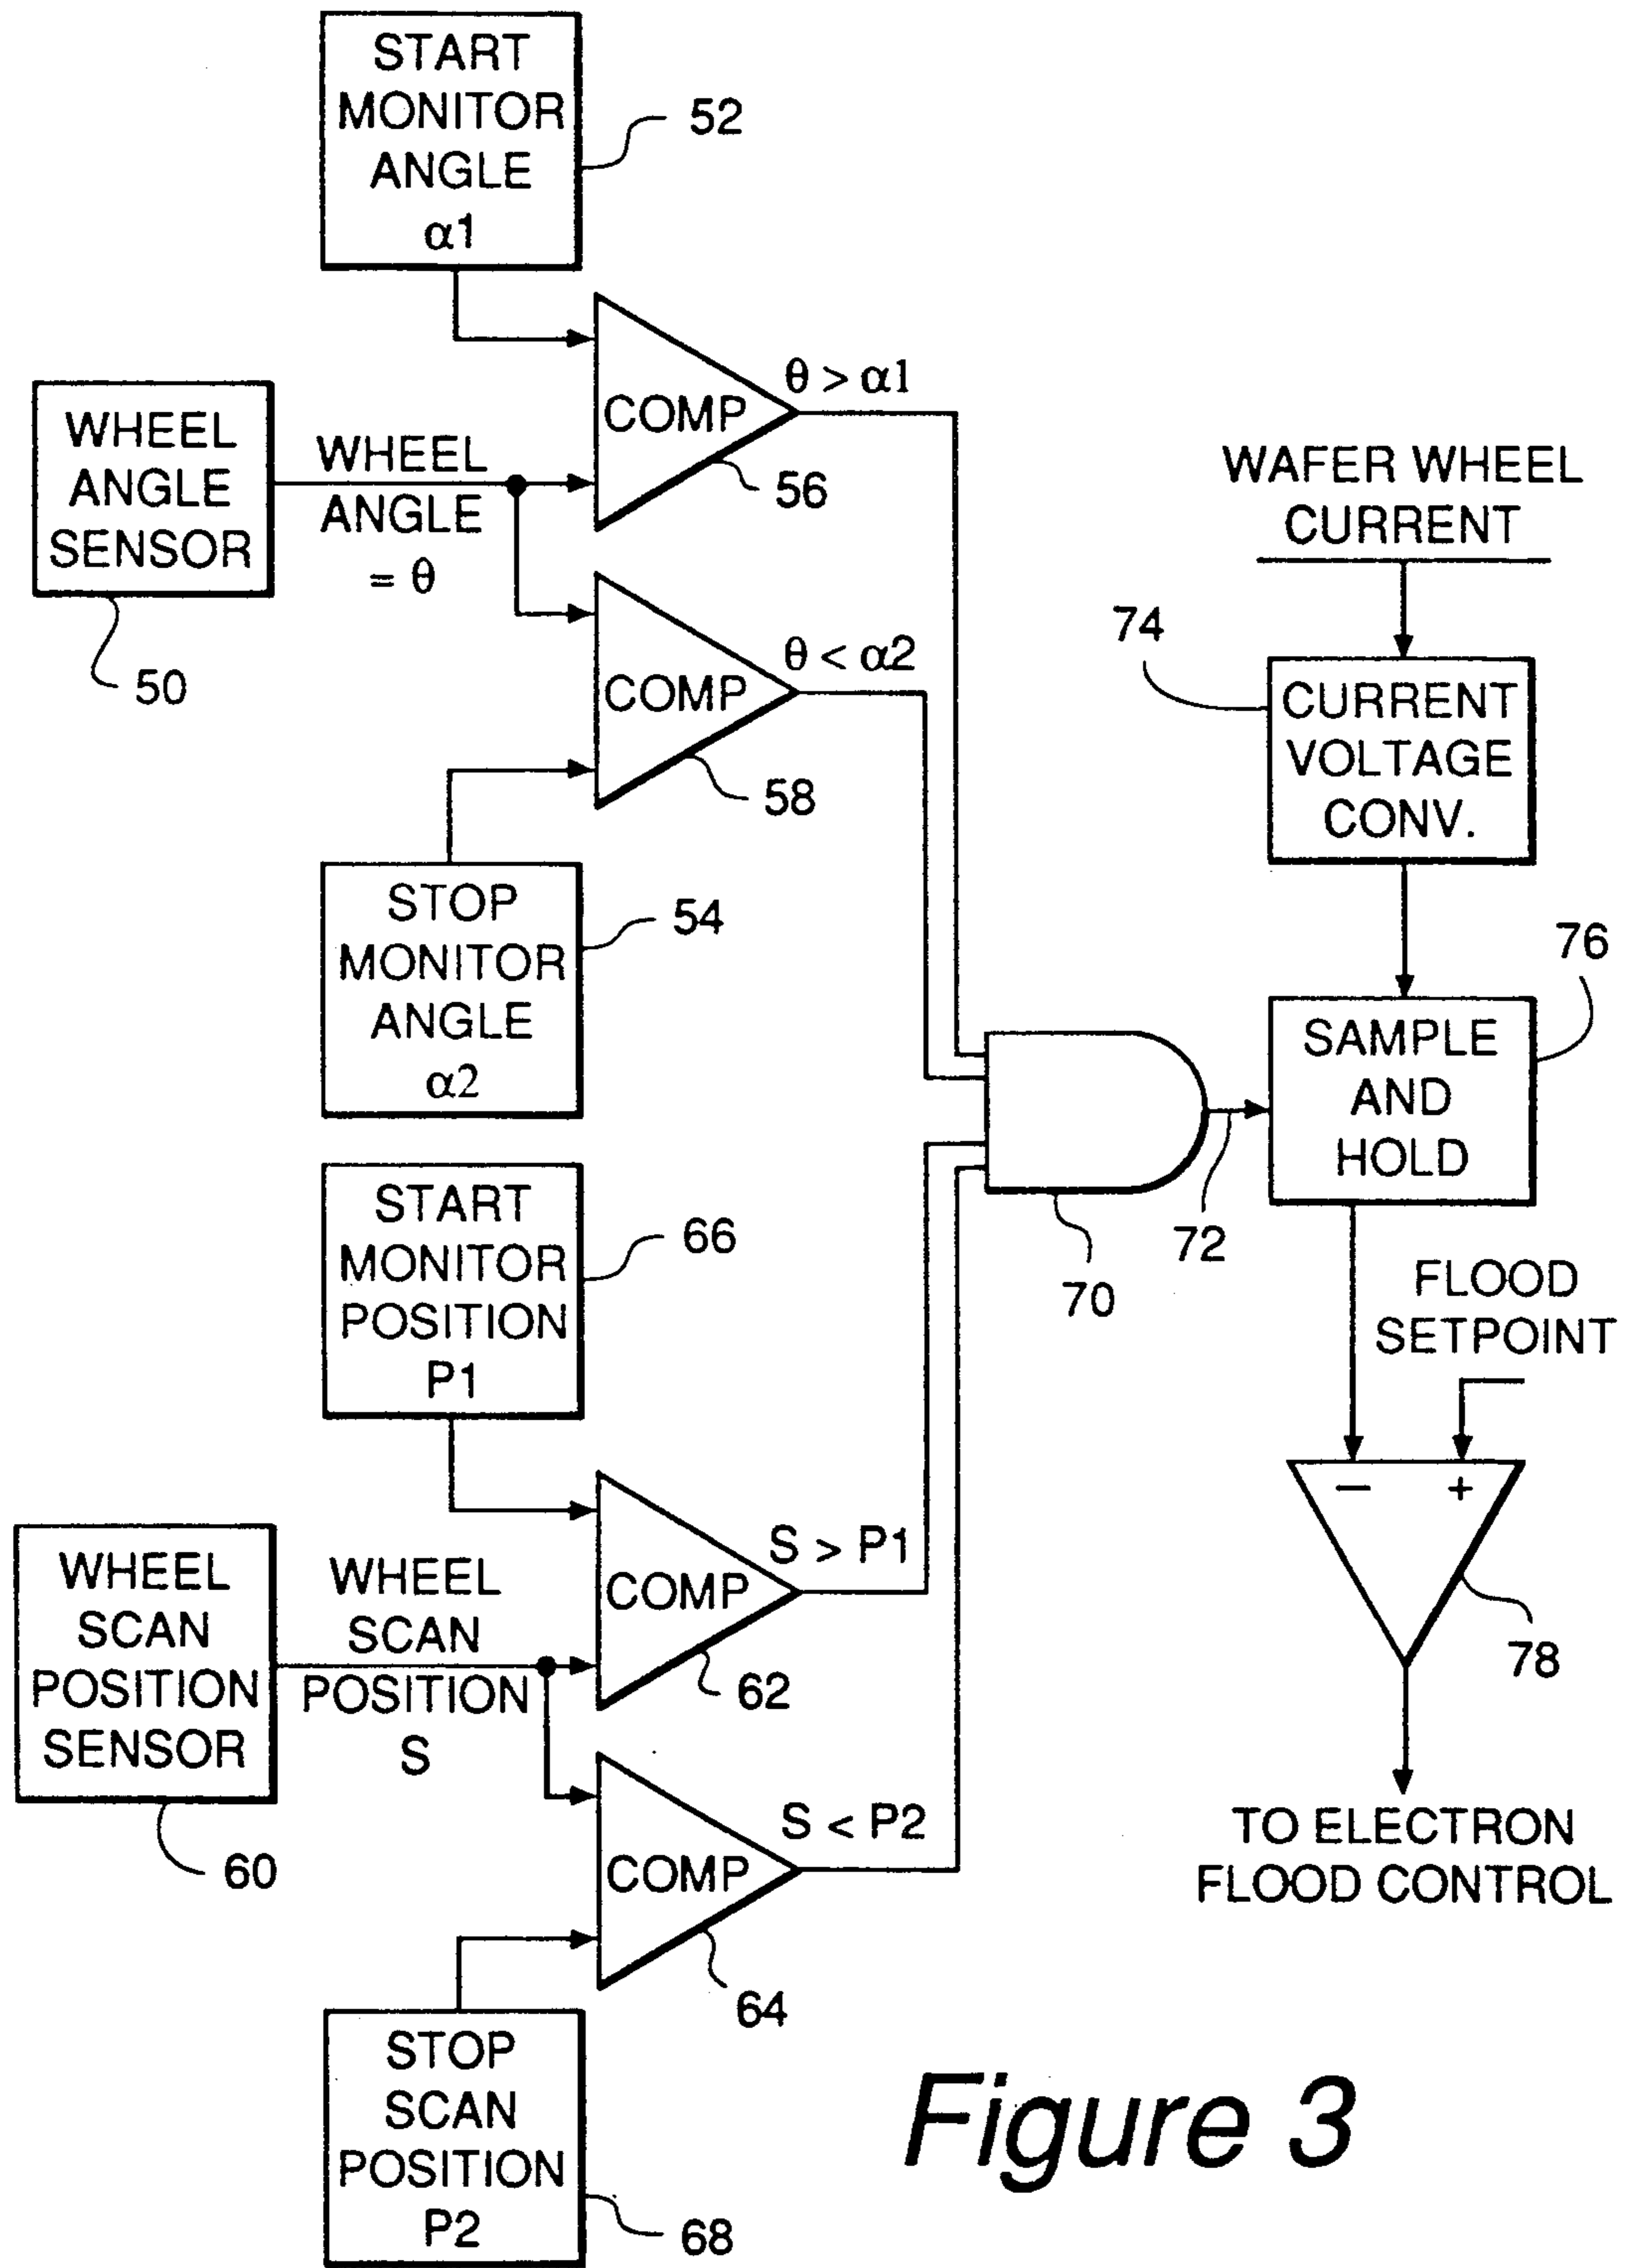 START
MONITOR
ANGLE
α1
52
WHEEL
ANGLE
SENSOR
50
WHEEL
ANGLE
= θ
COMP
θ > α1
56
COMP
θ < α2
58
STOP
MONITOR
ANGLE
α2
54
START
MONITOR
POSITION
P1
66
WHEEL
SCAN
POSITION
SENSOR
60
WHEEL
SCAN
POSITION
S
COMP
S > P1
62
COMP
S < P2
64
STOP
SCAN
POSITION
P2
68
70
72
WAFER WHEEL
CURRENT
74
CURRENT
VOLTAGE
CONV.
76
SAMPLE
AND
HOLD
FLOOD
SETPOINT
− +
78
TO ELECTRON
FLOOD CONTROL
Figure 3